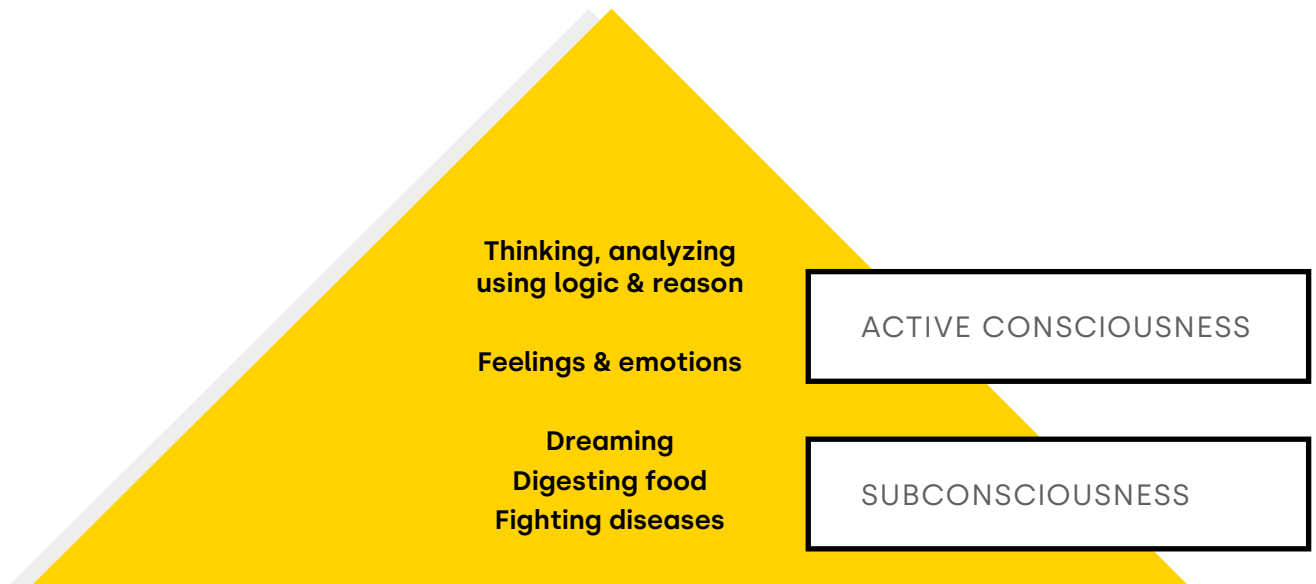 Thinking, analyzing
using logic & reason
ACTIVE CONSCIOUSNESS
Feelings & emotions
Dreaming
Digesting food
SUBCONSCIOUSNESS
Fighting diseases